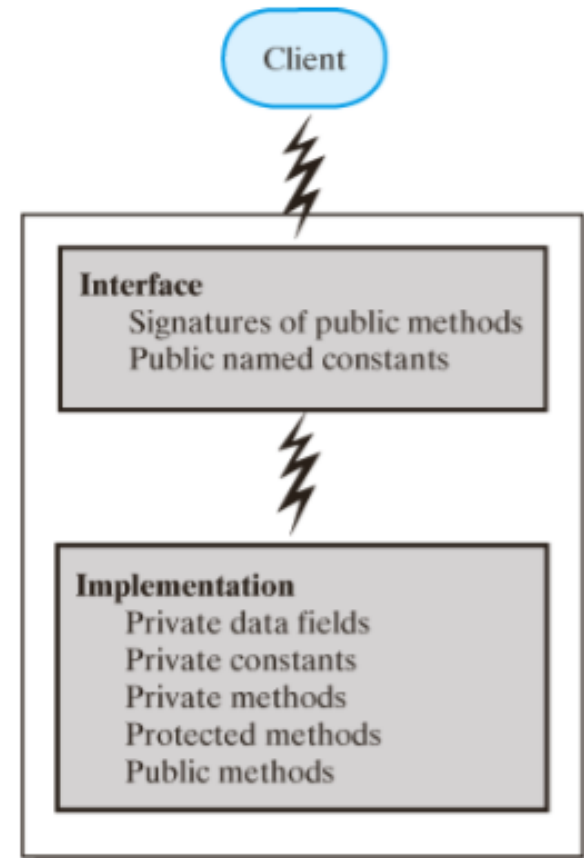 Client
Interface
Signatures of public methods
Public named constants
Implementation
Private data fields
Private constants
Private methods
Protected methods
Public methods